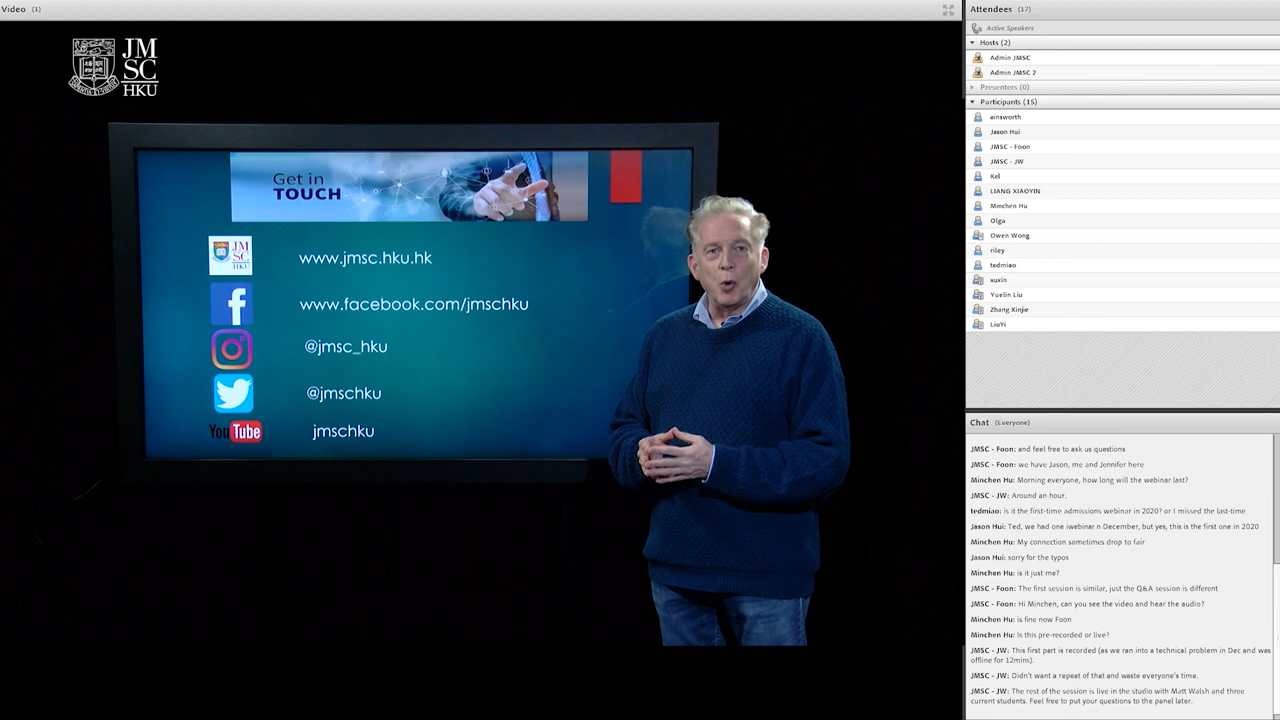 Video (1)
JM
SC
HKU
Get in
TOUCH
JM
SC
HKU
www.jmsc.hku.hk
www.facebook.com/jmschku
@jmsc_hku
@jmschku
YouTube
jmschku
Attendees (17)
Active Speakers
Hosts (2)
Admin JMSC
Admin JMSC 2
Presenters (0)
Participants (15)
ainsworth
Jason Hui
JMSC - Foon
JMSC - JW
Kel
LIANG XIAOYIN
Minchen Hu
Olga
Owen Wong
riley
tedmiao
xuxin
Yuelin Liu
Zhang Xinjie
LiuYi
Chat (Everyone)
JMSC - Foon: and feel free to ask us questions
JMSC - Foon: we have Jason, me and Jennifer here
Minchen Hu: Morning everyone, how long will the webinar last?
JMSC - JW: Around an hour.
tedmiao: is it the first-time admissions webinar in 2020? or I missed the last-time
Jason Hui: Ted, we had one iwebinar n December, but yes, this is the first one in 2020
Minchen Hu: My connection sometimes drop to fair
Jason Hui: sorry for the typos
Minchen Hu: is it just me?
JMSC - Foon: The first session is similar, just the Q&A session is different
JMSC - Foon: Hi Minchen, can you see the video and hear the audio?
Minchen Hu: is fine now Foon
Minchen Hu: Is this pre-recorded or live?
JMSC - JW: This first part is recorded (as we ran into a technical problem in Dec and was
offline for 12mins).
JMSC - JW: Didn't want a repeat of that and waste everyone's time.
JMSC - JW: The rest of the session is live in the studio with Matt Walsh and three
current students. Feel free to put your questions to the panel later.